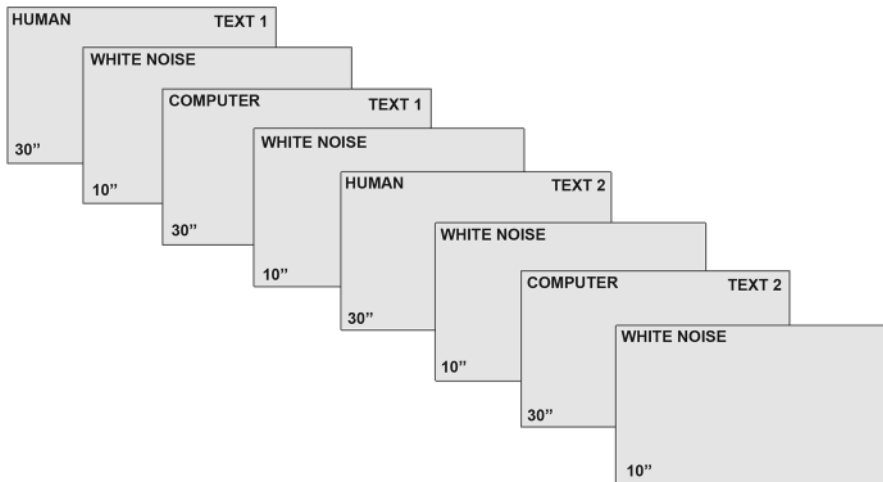 HUMAN TEXT 1
30”
WHITE NOISE
10”
COMPUTER TEXT 1
30”
WHITE NOISE
10”
HUMAN TEXT 2
30”
WHITE NOISE
10”
COMPUTER TEXT 2
30”
WHITE NOISE
10”